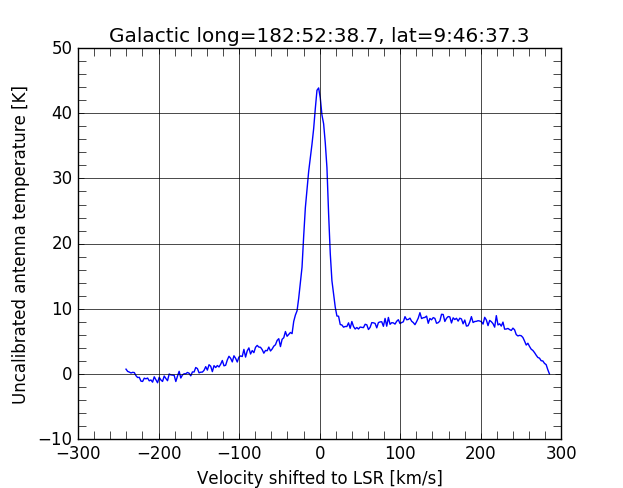 Galactic long=182:52:38.7, lat=9:46:37.3
Uncalibrated antenna temperature [K]
50
40
30
20
10
0
−10
−300 −200 −100 0 100 200 300
Velocity shifted to LSR [km/s]